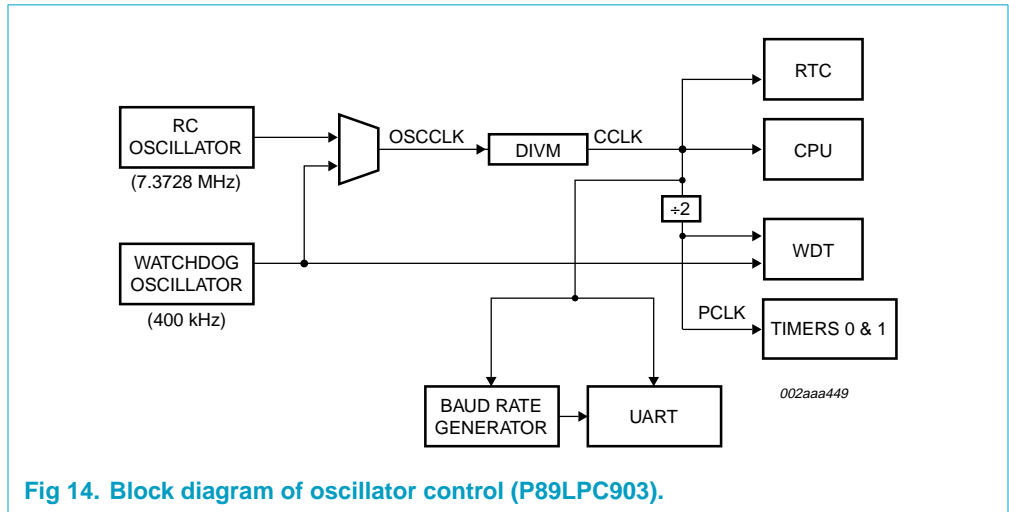 RTC
RC
OSCILLATOR
(7.3728 MHz)
OSCCLK
DIVM
CCLK
CPU
÷2
WATCHDOG
OSCILLATOR
(400 kHz)
WDT
PCLK
TIMERS 0 & 1
BAUD RATE
GENERATOR
UART
002aaa449
Fig 14. Block diagram of oscillator control (P89LPC903).